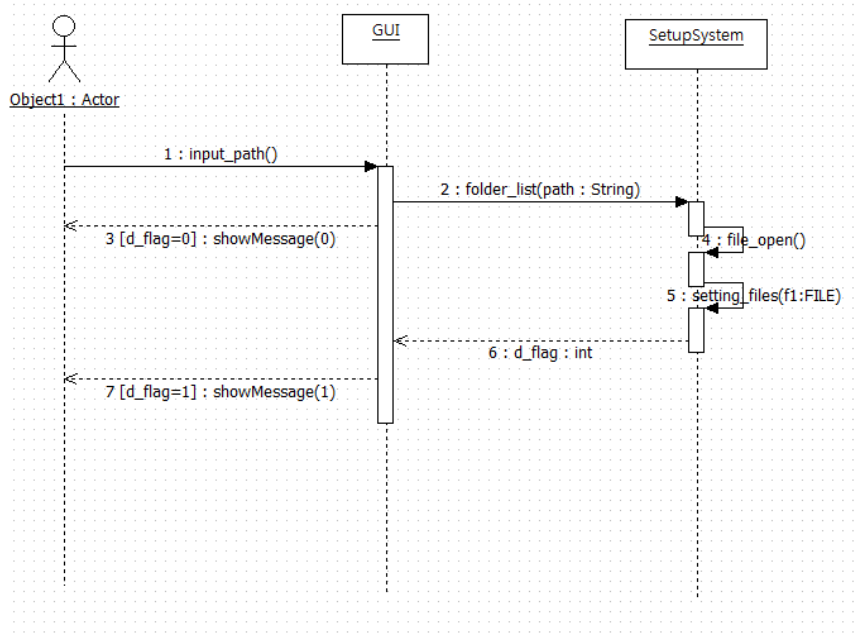 GUI
SetupSystem
Object1 : Actor
1 : input_path()
2 : folder_list(path : String)
3 [d_flag=0] : showMessage(0)
4 : file_open()
5 : setting_files(f1:FILE)
6 : d_flag : int
7 [d_flag=1] : showMessage(1)